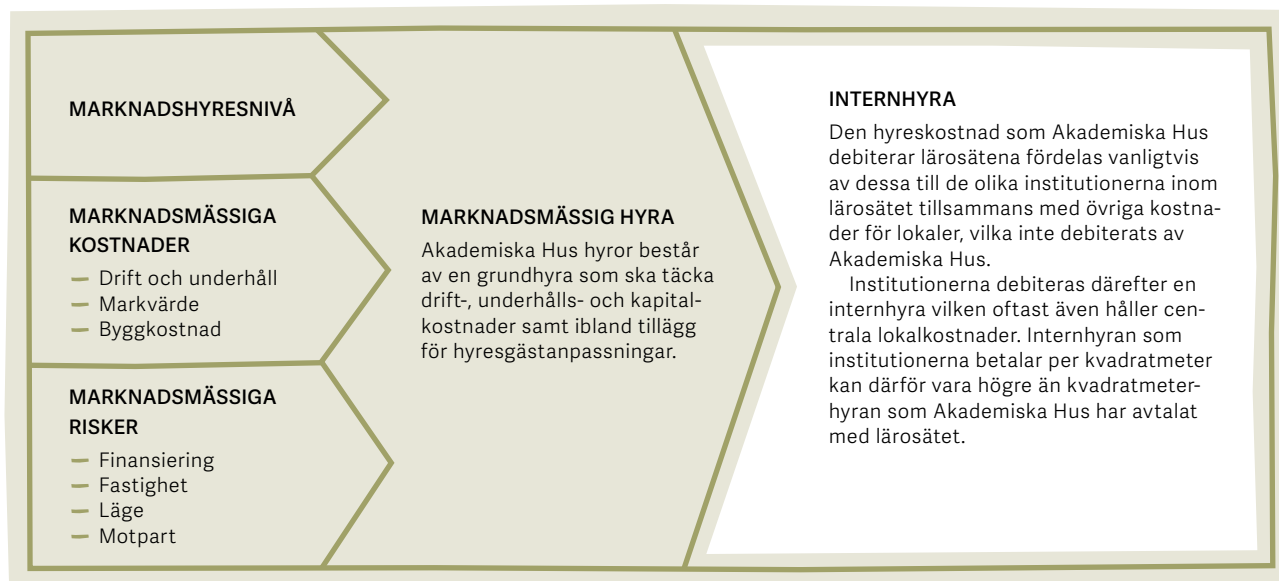 MARKNADSHYRESNIVÅ
MARKNADSMÄSSIGA
KOSTNADER
— Drift och underhåll
— Markvärde
— Byggkostnad
MARKNADSMÄSSIGA
RISKER
— Finansiering
— Fastighet
— Läge
— Motpart
MARKNADSMÄSSIG HYRA
Akademiska Hus hyror består
av en grundhyra som ska täcka
drift-, underhålls- och kapital-
kostnader samt ibland tillägg
för hyresgästanpassningar.
INTERNHYRA
Den hyreskostnad som Akademiska Hus
debiterar lärosätena fördelas vanligtvis
av dessa till de olika institutionerna inom
lärosätet tillsammans med övriga kostna-
der för lokaler, vilka inte debiterats av
Akademiska Hus.
Institutionerna debiteras därefter en
internhyra vilken oftast även håller cen-
trala lokalkostnader. Internhyran som
institutionerna betalar per kvadratmeter
kan därför vara högre än kvadratmeter-
hyran som Akademiska Hus har avtalat
med lärosätet.